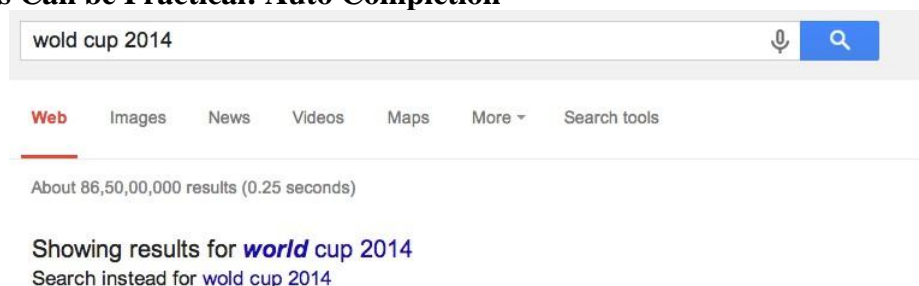 s Can be Practical: Auto Completion
wold cup 2014
Web Images News Videos Maps More Search tools
About 86,50,00,000 results (0.25 seconds)
Showing results for world cup 2014
Search instead for wold cup 2014